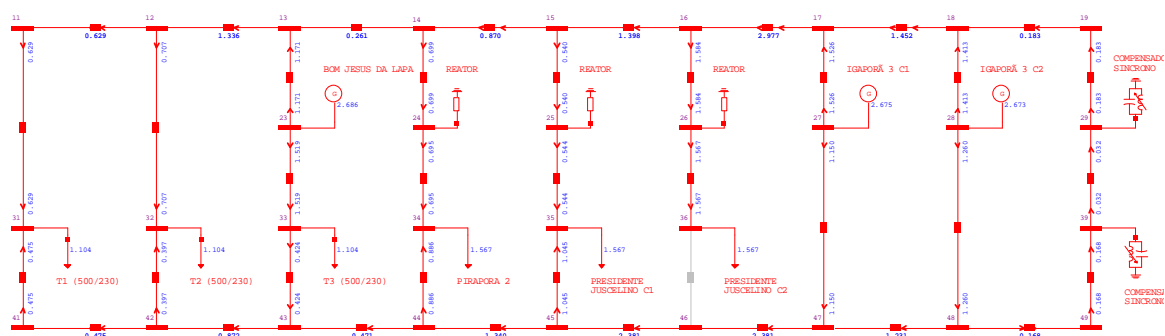 11 12 13 14 15 16 17 18 19
0.629 1.336 0.261 0.870 1.398 2.977 1.452 0.183
0.629 0.707 1.171 0.699 0.540 1.584 1.526 1.413 0.183
BOM JESUS DA LAPA REATOR REATOR REATOR IGAPORÃ 3 C1 IGAPORÃ 3 C2
SINCRONO
G G G
2.686 2.675 2.673
1.171 0.699 0.540 1.584 1.526 1.413 0.183
23 24 25 26 27 28 29
1.519 0.695 0.544 1.567 1.150 1.260 0.032
0.629 0.707 1.519 0.695 0.544 1.567 0.032
31 32 33 34 35 36 39
1.104 1.104 1.104 1.567 1.567 1.567
0.475 0.397 0.424 0.886 1.045 0.168
T1 (500/230) T2 (500/230) T3 (500/230) PIRAPORA 2 PRESIDENTE PRESIDENTE
JUSCELINO C1 JUSCELINO C2
SINCRONO
0.475 0.397 0.424 0.886 1.045 1.150 1.260 0.168
41 42 43 44 45 46 47 48 49